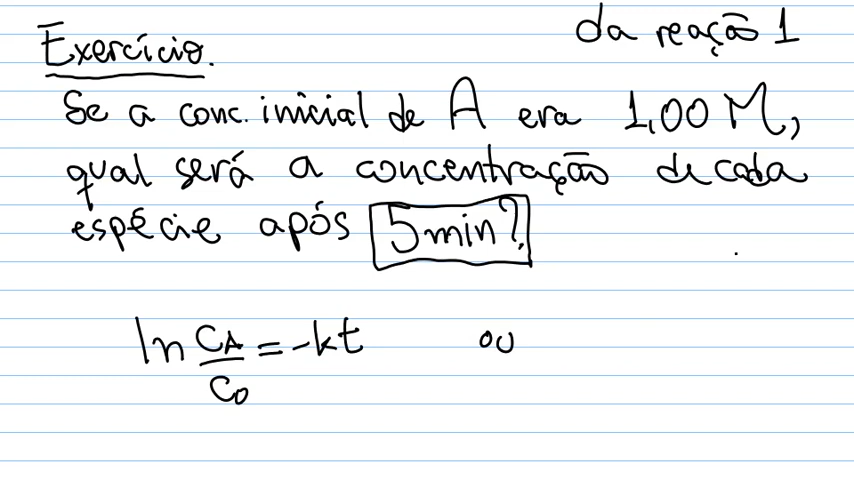 da reação 1
Exercício.
Se a conc. inicial de A era 1,00 M,
qual será a concentração de cada
espécie após 5 min?
ln CA/C0 = -kt ou